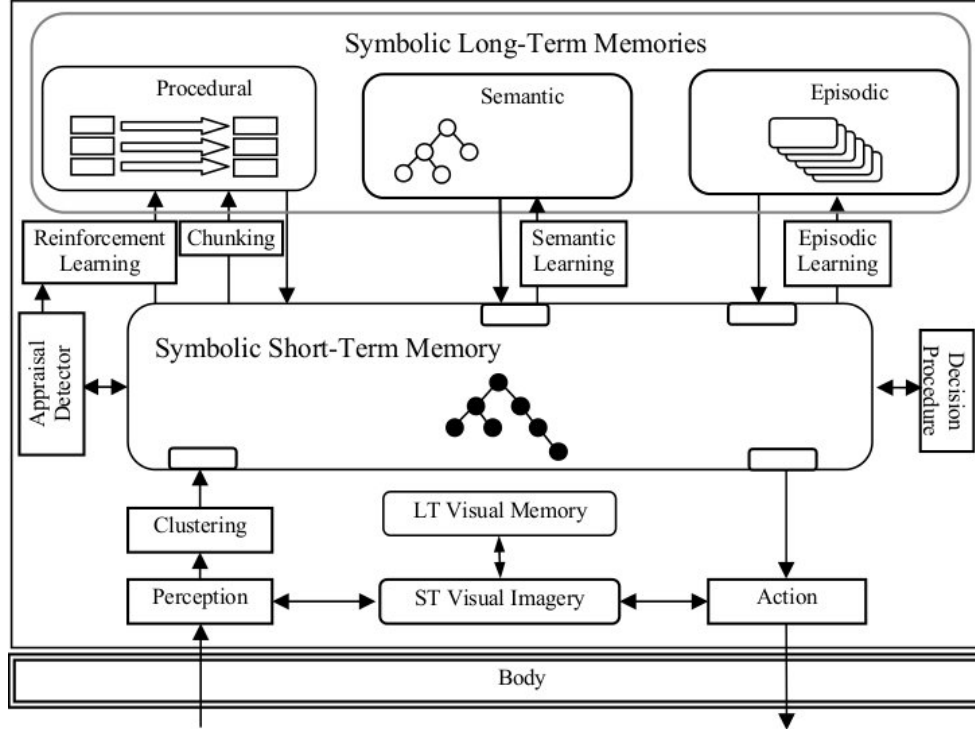 Symbolic Long-Term Memories
Procedural
Semantic
Episodic
Reinforcement
Learning
Chunking
Semantic
Learning
Episodic
Learning
Symbolic Short-Term Memory
Appraisal
Detector
Decision
Procedure
Clustering
LT Visual Memory
Perception
ST Visual Imagery
Action
Body